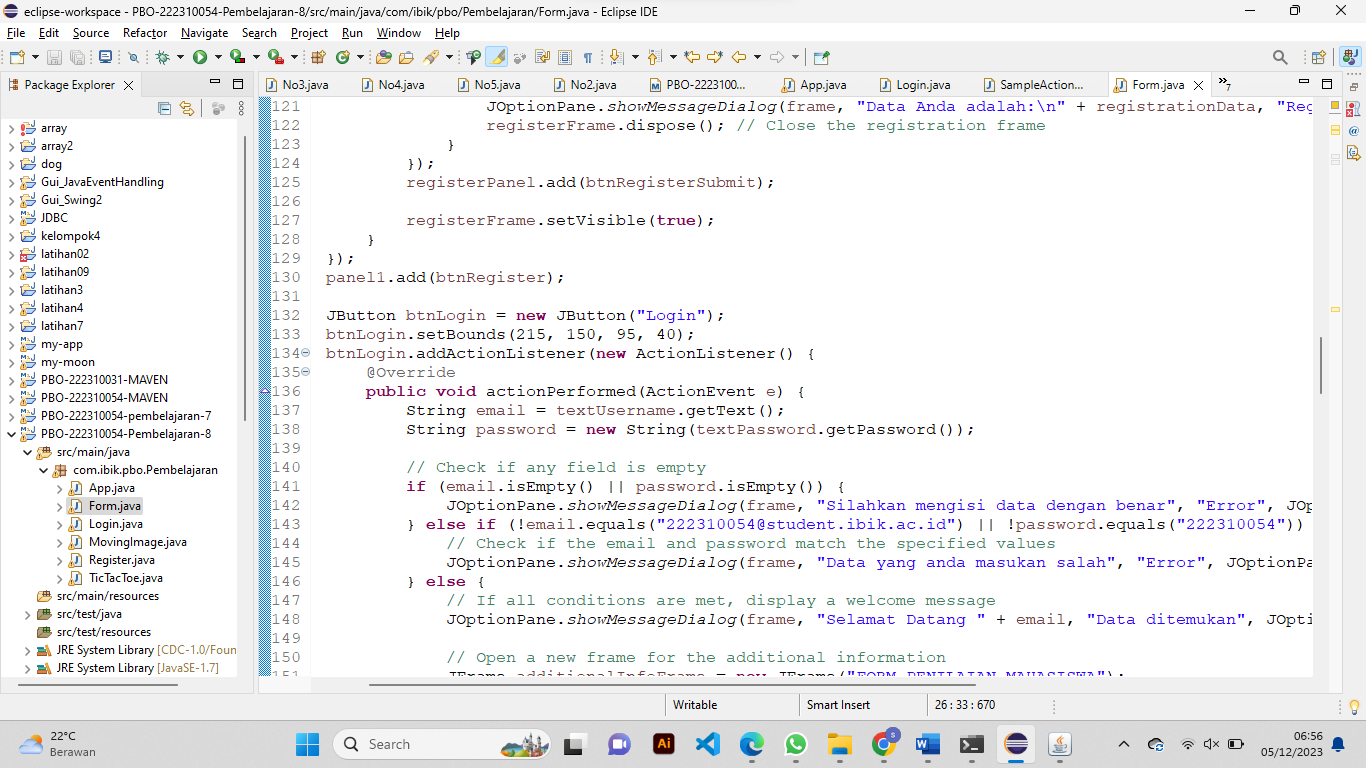 eclipse-workspace - PBO-222310054-Pembelajaran-8/src/main/java/com/ibik/pbo/Pembelajaran/Form.java - Eclipse IDE
File Edit Source Refactor Navigate Search Project Run Window Help
Package Explorer
No3.java No4.java No5.java No2.java PBO-2223100... App.java Login.java SampleAction... Form.java 7
array
array2
dog
Gui_JavaEventHandling
Gui_Swing2
JDBC
kelompok4
latihan02
latihan09
latihan3
latihan4
latihan7
my-app
my-moon
PBO-222310031-MAVEN
PBO-222310054-MAVEN
PBO-222310054-pembelajaran-7
PBO-222310054-Pembelajaran-8
src/main/java
com.ibik.pbo.Pembelajaran
App.java
Form.java
Login.java
MovingImage.java
Register.java
TicTacToe.java
src/main/resources
src/test/java
src/test/resources
JRE System Library [CDC-1.0/Foun
JRE System Library [JavaSE-1.7]
121 JOptionPane.showMessageDialog(frame, "Data Anda adalah:\n" + registrationData, "Reg
122 registerFrame.dispose(); // Close the registration frame
123 }
124 });
125 registerPanel.add(btnRegisterSubmit);
126
127 registerFrame.setVisible(true);
128 }
129 });
130 panel1.add(btnRegister);
131
132 JButton btnLogin = new JButton("Login");
133 btnLogin.setBounds(215, 150, 95, 40);
134 btnLogin.addActionListener(new ActionListener() {
135 @Override
136 public void actionPerformed(ActionEvent e) {
137 String email = textUsername.getText();
138 String password = new String(textPassword.getPassword());
139
140 // Check if any field is empty
141 if (email.isEmpty() || password.isEmpty()) {
142 JOptionPane.showMessageDialog(frame, "Silahkan mengisi data dengan benar", "Error", JOp
143 } else if (!email.equals("222310054@student.ibik.ac.id") || !password.equals("222310054"))
144 // Check if the email and password match the specified values
145 JOptionPane.showMessageDialog(frame, "Data yang anda masukan salah", "Error", JOptionPa
146 } else {
147 // If all conditions are met, display a welcome message
148 JOptionPane.showMessageDialog(frame, "Selamat Datang " + email, "Data ditemukan", JOpti
149
150 // Open a new frame for the additional information
151 JFrame additionalInfoFrame = new JFrame("FORM PENILAIAN MAHASISWA");
Writable Smart Insert 26 : 33 : 670
22°C
Berawan
Search
06:56
05/12/2023